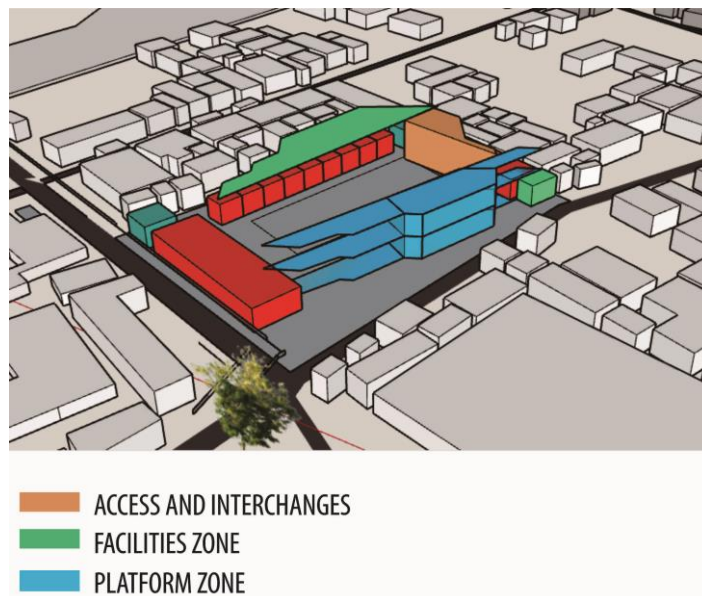 ACCESS AND INTERCHANGES
FACILITIES ZONE
PLATFORM ZONE